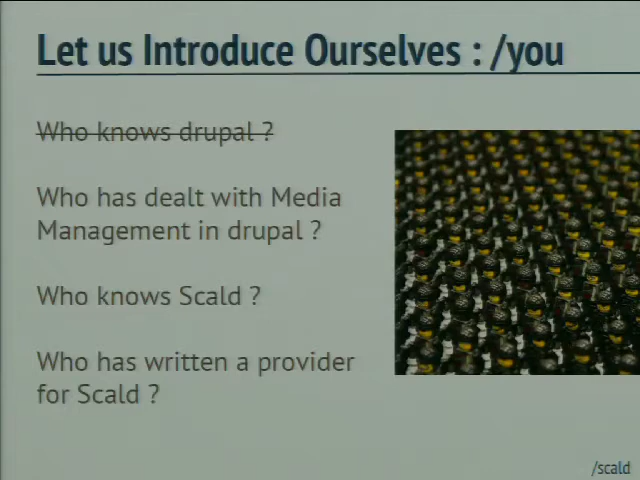 Let us Introduce Ourselves : /you
Who knows drupal ?
Who has dealt with Media
Management in drupal ?
Who knows Scald ?
Who has written a provider
for Scald ?
/scald